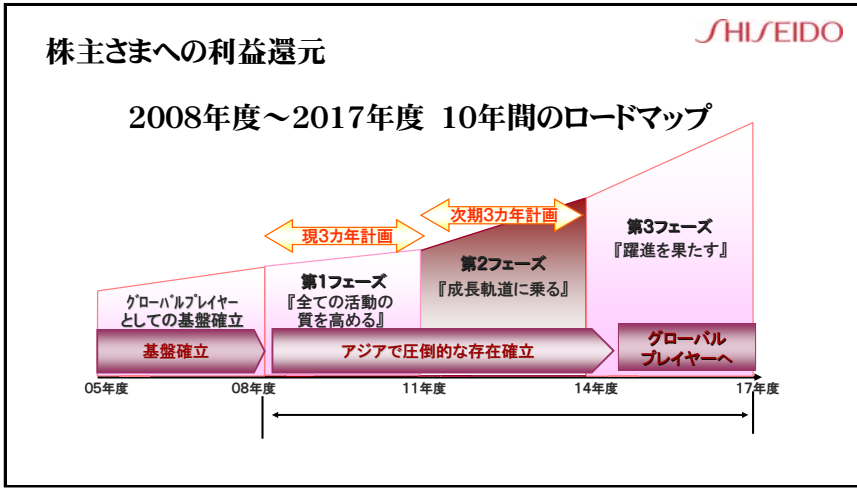 株主さまへの利益還元
SHISEIDO
2008年度～2017年度 10年間のロードマップ
現3カ年計画
次期3カ年計画
グローバルプレイヤー
としての基盤確立
第1フェーズ
『全ての活動の
質を高める』
第2フェーズ
『成長軌道に乗る』
第3フェーズ
『躍進を果たす』
基盤確立
アジアで圧倒的な存在確立
グローバル
プレイヤーへ
05年度
08年度
11年度
14年度
17年度